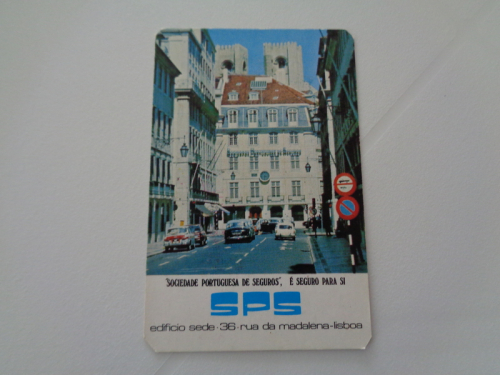 "SOCIEDADE PORTUGUESA DE SEGUROS", É SEGURO PARA SI
SPS
edifício sede · 36 · rua da madalena-lisboa